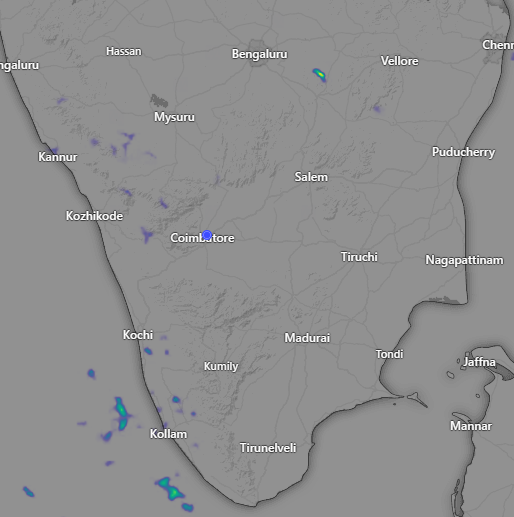 Hassan
Bengaluru
Chenn
Vellore
ngaluru
Mysuru
Kannur
Puducherry
Salem
Kozhikode
Coimbatore
Tiruchi
Nagapattinam
Kochi
Madurai
Tondi
Kumily
Jaffna
Mannar
Kollam
Tirunelveli